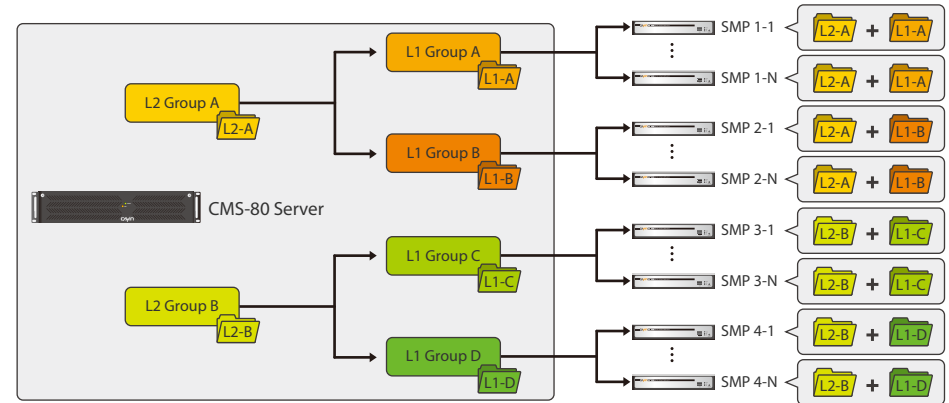 L2 Group A
L2-A
L1 Group A
L1-A
L1 Group B
L1-B
CMS-80 Server
L2 Group B
L2-B
L1 Group C
L1-C
L1 Group D
L1-D
SMP 1-1
L2-A + L1-A
SMP 1-N
L2-A + L1-A
SMP 2-1
L2-A + L1-B
SMP 2-N
L2-A + L1-B
SMP 3-1
L2-B + L1-C
SMP 3-N
L2-B + L1-C
SMP 4-1
L2-B + L1-D
SMP 4-N
L2-B + L1-D